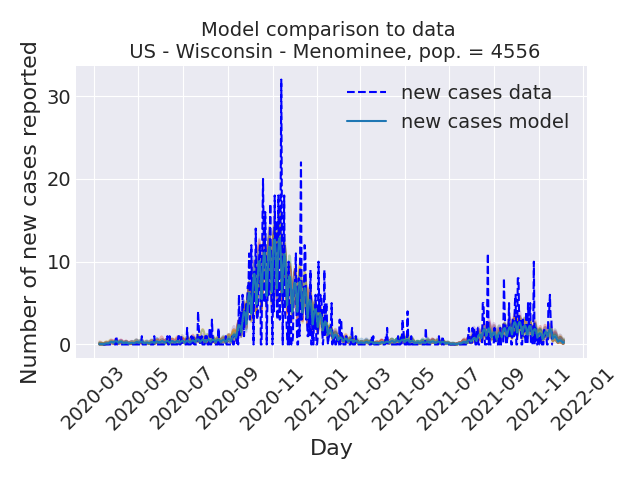 Model comparison to data
US - Wisconsin - Menominee, pop. = 4556
Number of new cases reported
30
20
10
0
new cases data
new cases model
2020-03
2020-05
2020-07
2020-09
2020-11
2021-01
2021-03
2021-05
2021-07
2021-09
2021-11
2022-01
Day